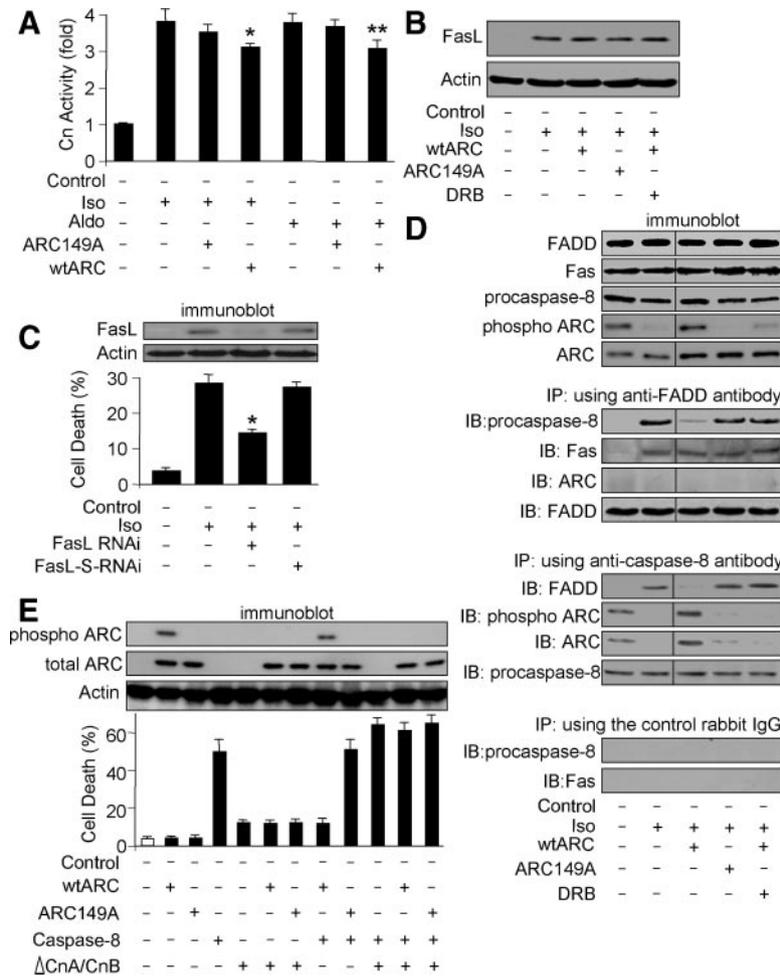 A
Cn Activity (fold)
4
3
2
1
0
* **
Control – – – – – – –
Iso – + + + – – –
Aldo – – – – + + +
ARC149A – – + – – + –
wtARC – – – + – – +
B
FasL
Actin
Control – – – – –
Iso – + + + +
wtARC – – + – +
ARC149A – – – + –
DRB – – – – +
C
immunoblot
FasL
Actin
Cell Death (%)
30
20
10
0
*
Control – – – –
Iso – + + +
FasL RNAi – – + –
FasL-S-RNAi – – – +
D
immunoblot
FADD
Fas
procaspase-8
phospho ARC
ARC
IP: using anti-FADD antibody
IB:procaspase-8
IB: Fas
IB: ARC
IB: FADD
IP: using anti-caspase-8 antibody
IB: FADD
IB: phospho ARC
IB: ARC
IB: procaspase-8
IP: using the control rabbit IgG
IB:procaspase-8
IB:Fas
Control – – – – –
Iso – + + + +
wtARC – – + – +
ARC149A – – – + –
DRB – – – – +
E
immunoblot
phospho ARC
total ARC
Actin
Cell Death (%)
60
40
20
0
Control – – – – – – – – – – – –
wtARC – + – – – + – + – – + –
ARC149A – – + – – – + – + – – +
Caspase-8 – – – + – – – + + + + +
ΔCnA/CnB – – – – + + + – – + + +